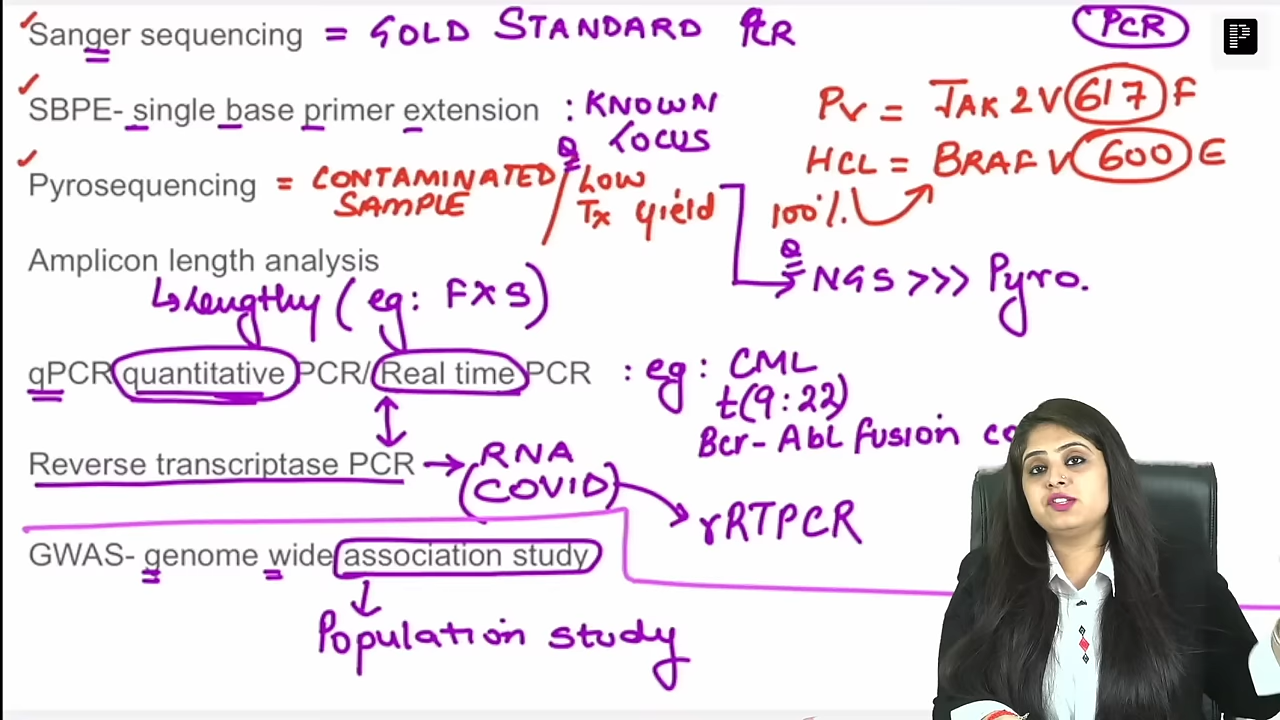 Sanger sequencing = GOLD STANDARD PCR
PCR
SBPE- single base primer extension : KNOWN LOCUS
PV = JAK2V617F
HCL = BRAF V600E
100%
Pyrosequencing = CONTAMINATED SAMPLE / LOW Tx yield
Q NGS >>> Pyro.
Amplicon length analysis
↳ Lengthy (eg: FXS)
qPCR quantitative PCR/ Real time PCR : eg: CML
t(9:22)
Bcr-Abl fusion
Reverse transcriptase PCR → RNA
(COVID)
rRTPCR
GWAS- genome wide association study
Population study
P